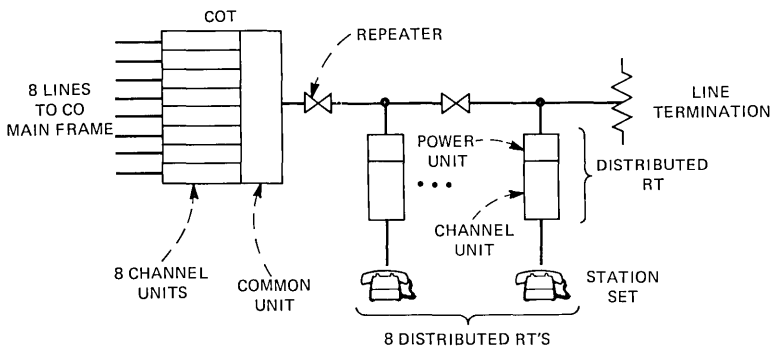 COT
REPEATER
8 LINES
TO CO
MAIN FRAME
LINE
TERMINATION
POWER
UNIT
DISTRIBUTED
RT
CHANNEL
UNIT
8 CHANNEL
UNITS
COMMON
UNIT
STATION
SET
8 DISTRIBUTED RT'S